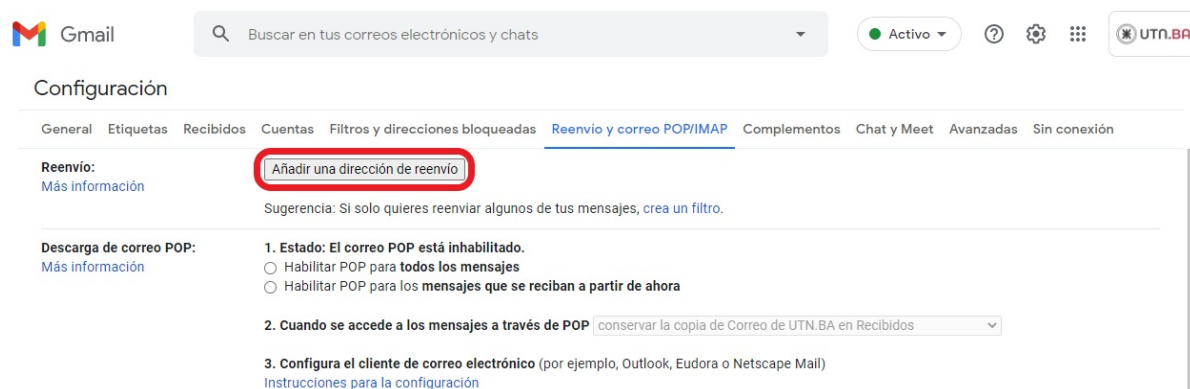 Gmail
Buscar en tus correos electrónicos y chats
Activo
UTN.BA
Configuración
General Etiquetas Recibidos Cuentas Filtros y direcciones bloqueadas Reenvío y correo POP/IMAP Complementos Chat y Meet Avanzadas Sin conexión
Reenvío:
Más información
Añadir una dirección de reenvío
Sugerencia: Si solo quieres reenviar algunos de tus mensajes, crea un filtro.
Descarga de correo POP:
Más información
1. Estado: El correo POP está inhabilitado.
Habilitar POP para todos los mensajes
Habilitar POP para los mensajes que se reciban a partir de ahora
2. Cuando se accede a los mensajes a través de POP conservar la copia de Correo de UTN.BA en Recibidos
3. Configura el cliente de correo electrónico (por ejemplo, Outlook, Eudora o Netscape Mail)
Instrucciones para la configuración